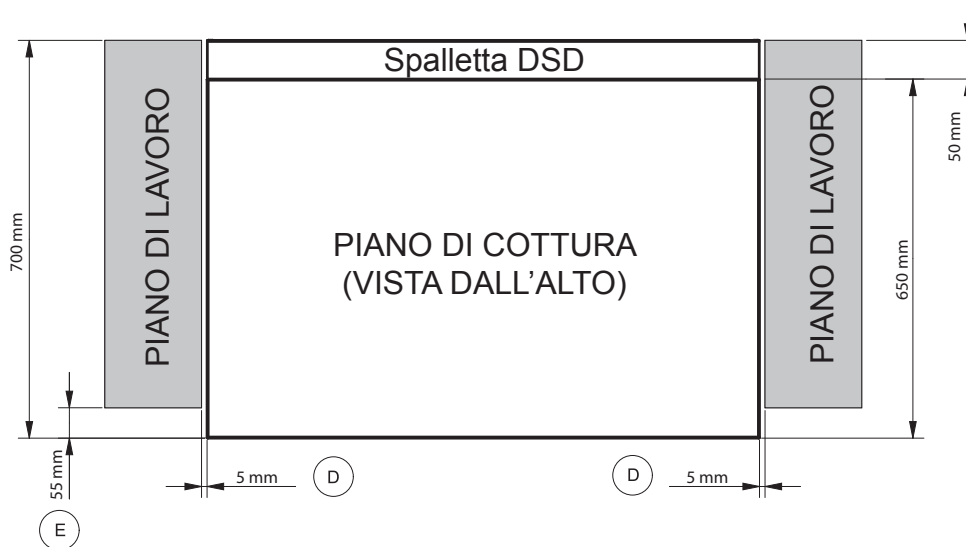 Spalletta DSD
PIANO DI LAVORO
PIANO DI LAVORO
50 mm
700 mm
PIANO DI COTTURA
(VISTA DALL’ALTO)
650 mm
55 mm
5 mm
D
D
5 mm
E